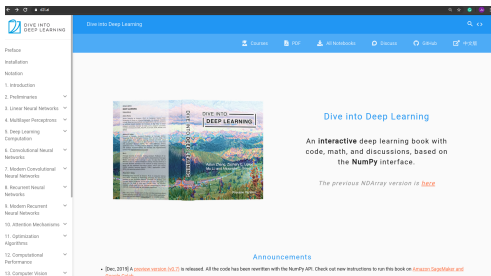 d2l.ai
Dive into Deep Learning
DIVE INTO
DEEP LEARNING
Courses
PDF
All Notebooks
Discuss
GitHub
中文版
Preface
Installation
Notation
1. Introduction
2. Preliminaries
3. Linear Neural Networks
4. Multilayer Perceptrons
5. Deep Learning
Computation
6. Convolutional Neural
Networks
7. Modern Convolutional
Neural Networks
8. Recurrent Neural
Networks
9. Modern Recurrent
Neural Networks
10. Attention Mechanisms
11. Optimization
Algorithms
12. Computational
Performance
13. Computer Vision
DIVE INTO
DEEP LEARNING
Dive into Deep Learning
An interactive deep learning book with
code, math, and discussions, based on
the NumPy interface.
The previous NDArray version is here
Announcements
[Dec, 2019] A preview version (v0.7) is released. All the code has been rewritten with the NumPy API. Check out new instructions to run this book on Amazon SageMaker and